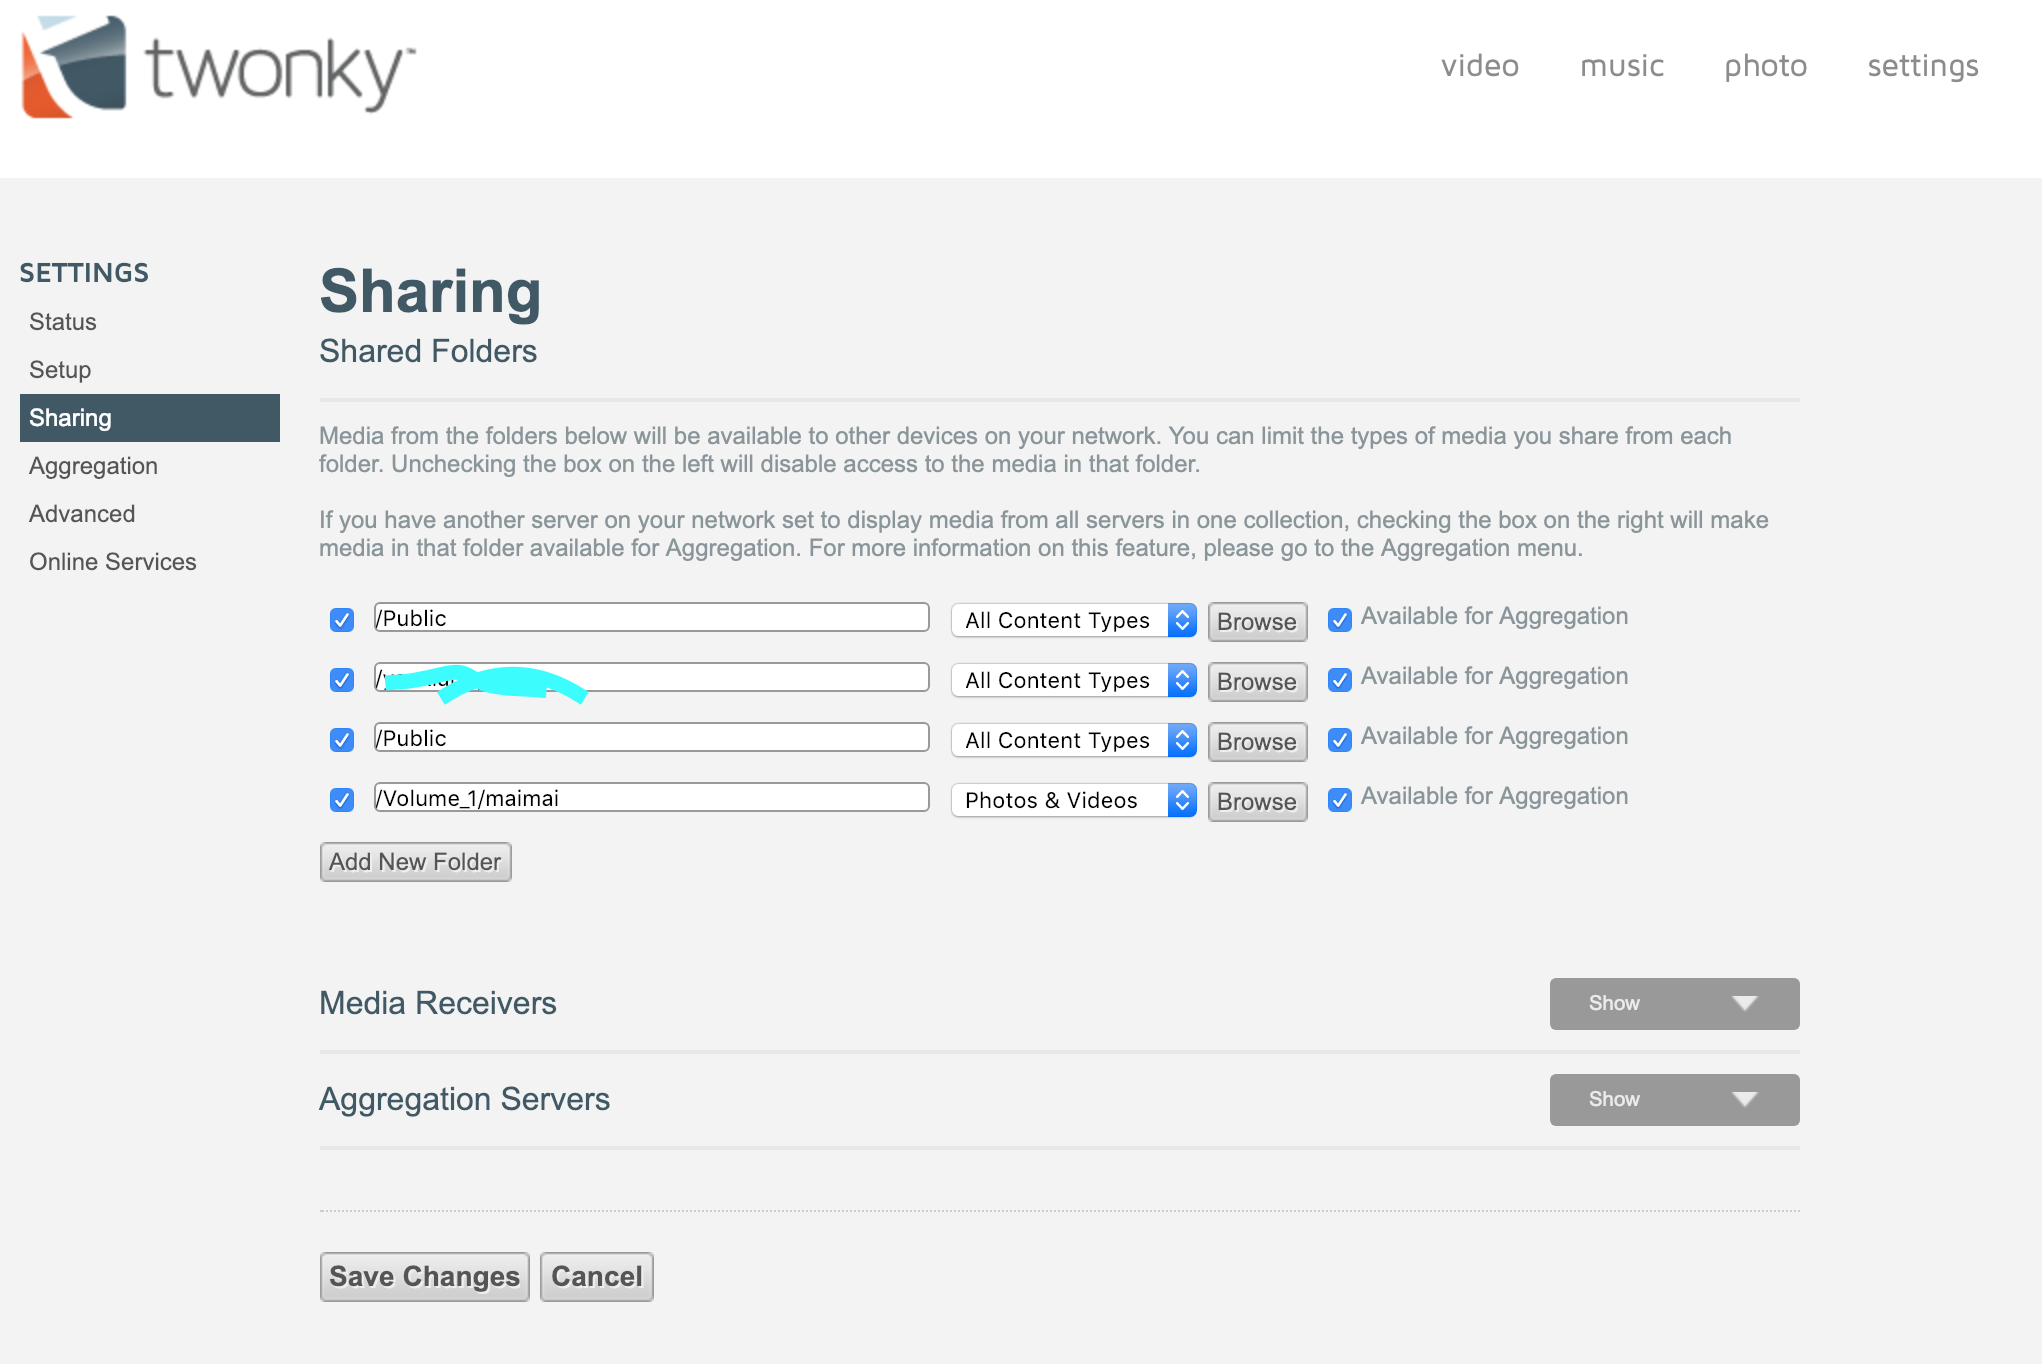 twonky™
video music photo settings
SETTINGS
Status
Setup
Sharing
Aggregation
Advanced
Online Services
Sharing
Shared Folders
Media from the folders below will be available to other devices on your network. You can limit the types of media you share from each
folder. Unchecking the box on the left will disable access to the media in that folder.
If you have another server on your network set to display media from all servers in one collection, checking the box on the right will make
media in that folder available for Aggregation. For more information on this feature, please go to the Aggregation menu.
/Public All Content Types Browse Available for Aggregation
/ All Content Types Browse Available for Aggregation
/Public All Content Types Browse Available for Aggregation
/Volume_1/maimai Photos & Videos Browse Available for Aggregation
Add New Folder
Media Receivers Show
Aggregation Servers Show
Save Changes Cancel